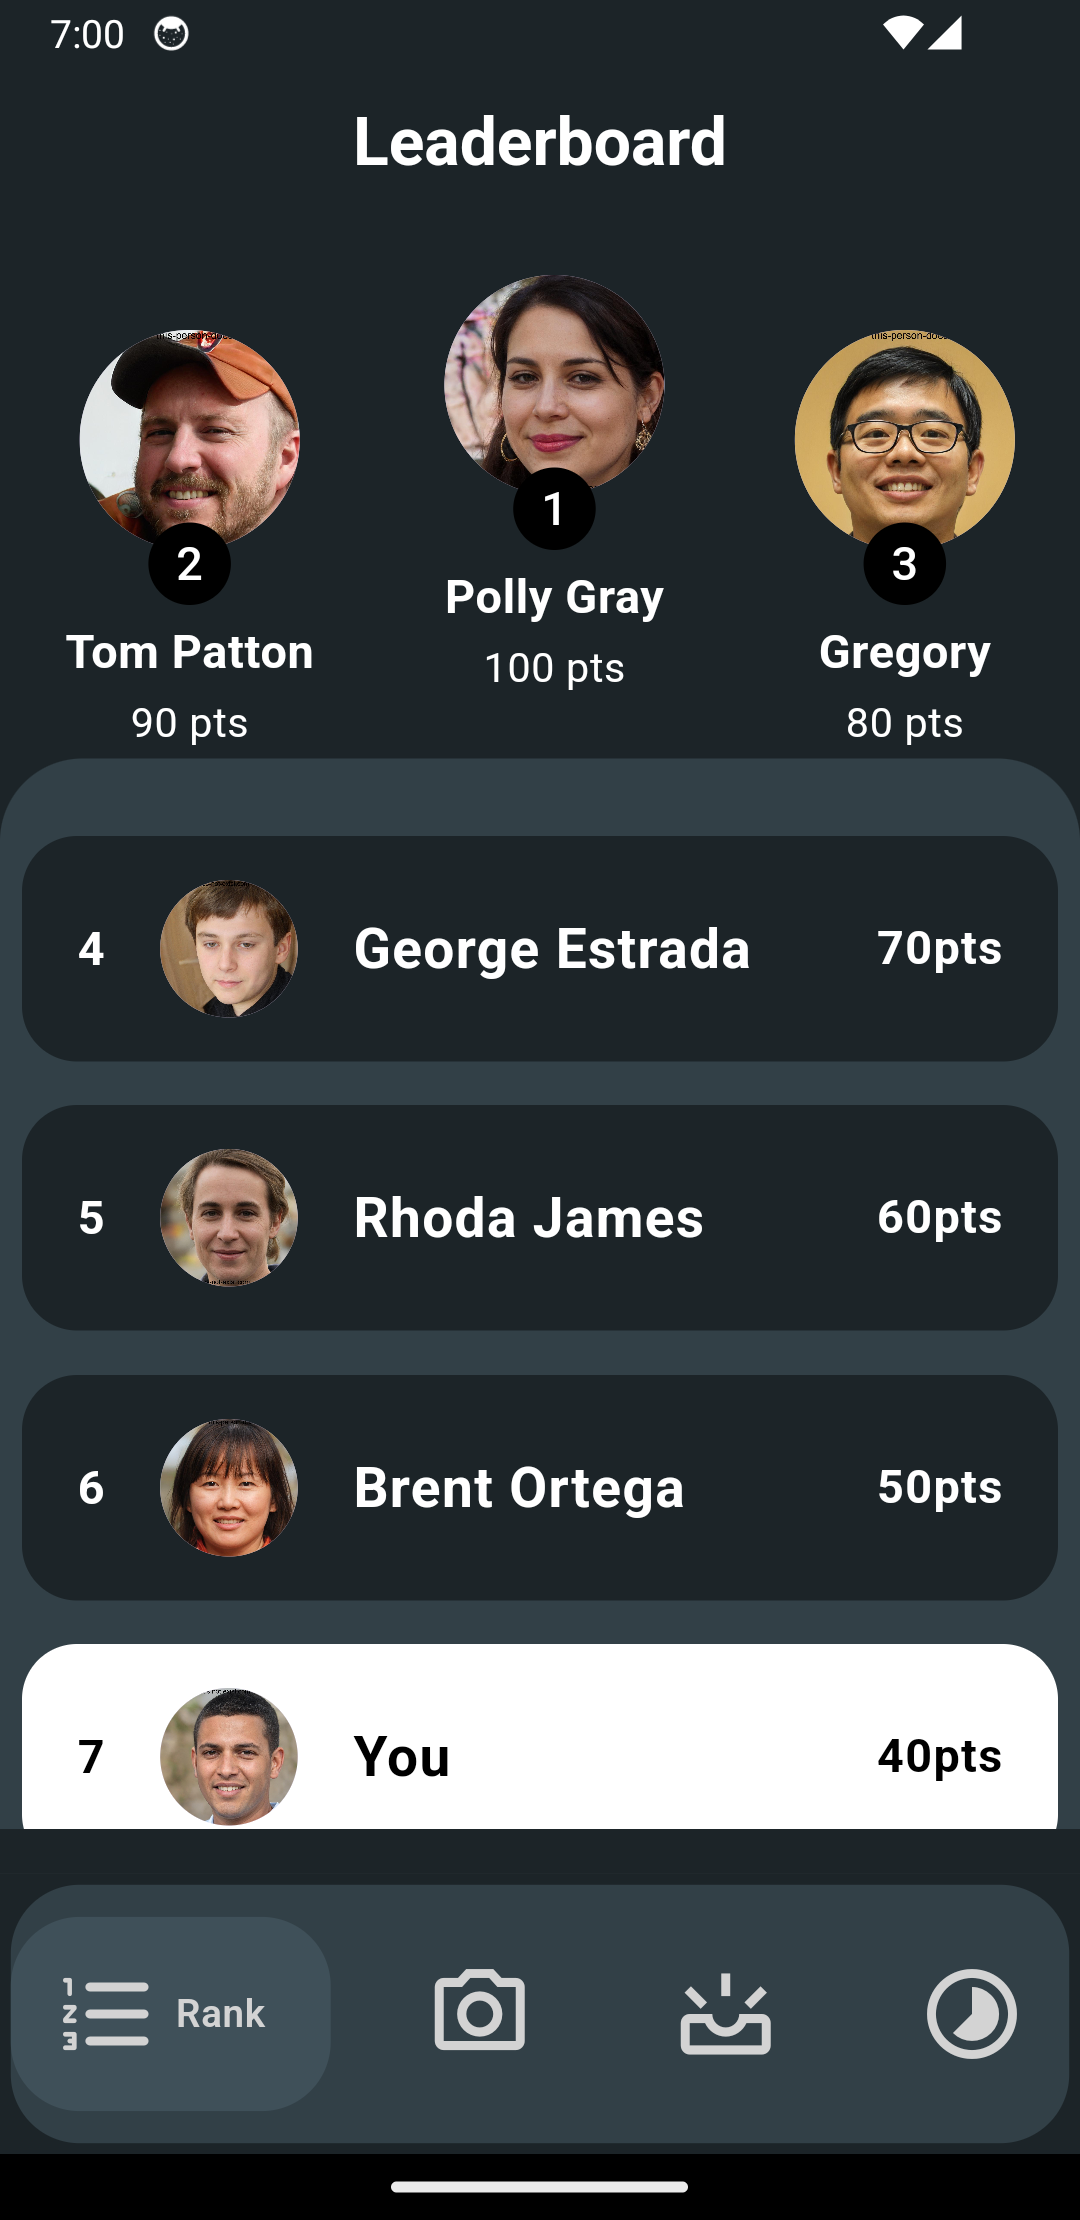 7:00
Leaderboard
1
Polly Gray
100 pts
2
Tom Patton
90 pts
3
Gregory
80 pts
4 George Estrada 70pts
5 Rhoda James 60pts
6 Brent Ortega 50pts
7 You 40pts
Rank